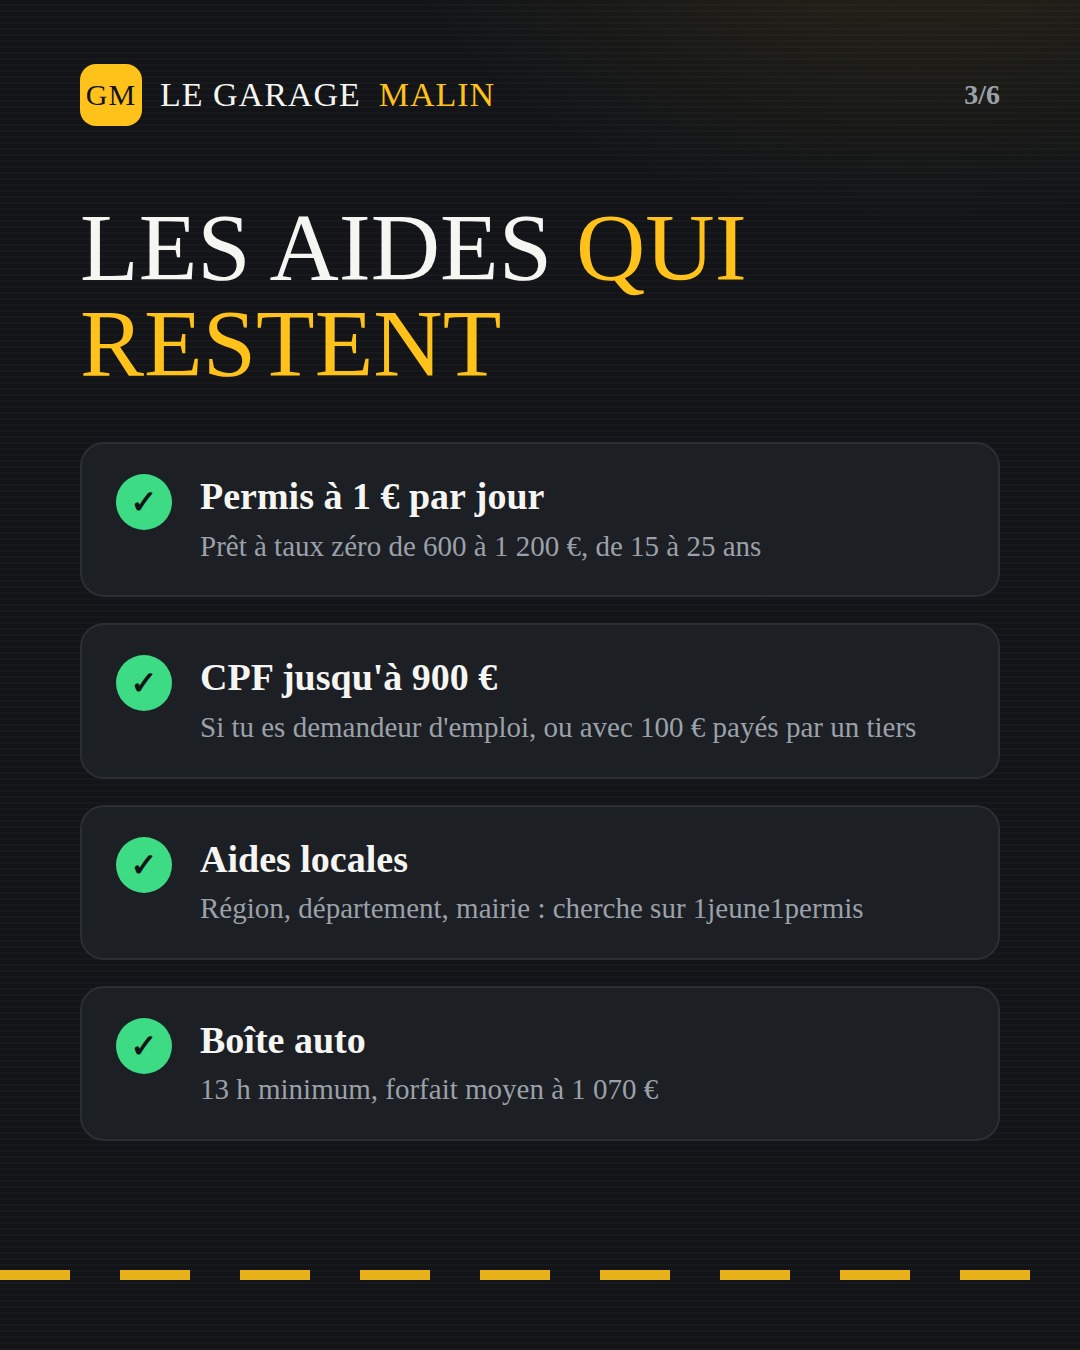 GM LE GARAGE MALIN
3/6
LES AIDES QUI
RESTENT
✓ Permis à 1 € par jour
Prêt à taux zéro de 600 à 1 200 €, de 15 à 25 ans
✓ CPF jusqu'à 900 €
Si tu es demandeur d'emploi, ou avec 100 € payés par un tiers
✓ Aides locales
Région, département, mairie : cherche sur 1jeune1permis
✓ Boîte auto
13 h minimum, forfait moyen à 1 070 €